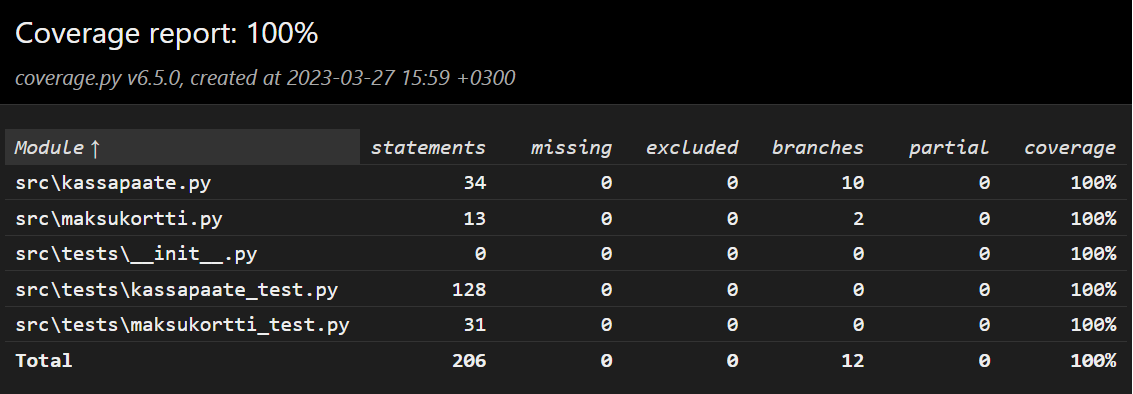 Coverage report: 100%
coverage.py v6.5.0, created at 2023-03-27 15:59 +0300
Module ↑ statements missing excluded branches partial coverage
src\kassapaate.py 34 0 0 10 0 100%
src\maksukortti.py 13 0 0 2 0 100%
src\tests\__init__.py 0 0 0 0 0 100%
src\tests\kassapaate_test.py 128 0 0 0 0 100%
src\tests\maksukortti_test.py 31 0 0 0 0 100%
Total 206 0 0 12 0 100%